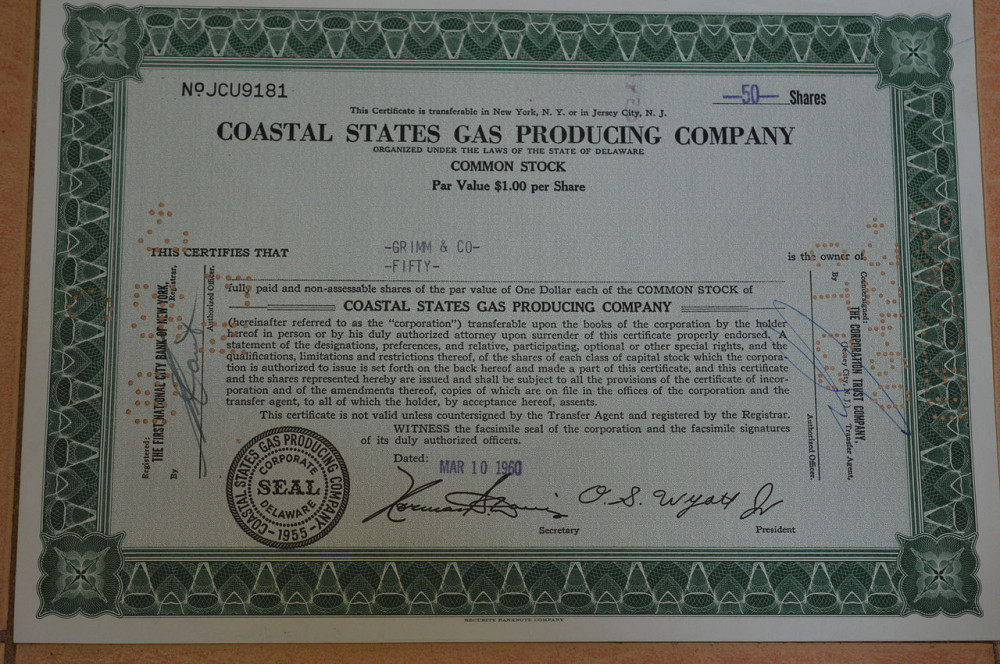 NºJCU9181
—50— Shares
This Certificate is transferable in New York, N. Y. or in Jersey City, N. J.
COASTAL STATES GAS PRODUCING COMPANY
ORGANIZED UNDER THE LAWS OF THE STATE OF DELAWARE
COMMON STOCK
Par Value $1.00 per Share
THIS CERTIFIES THAT
-GRIMM & CO-
-FIFTY-
is the owner of
fully paid and non-assessable shares of the par value of One Dollar each of the COMMON STOCK of
COASTAL STATES GAS PRODUCING COMPANY
(hereinafter referred to as the “corporation”) transferable upon the books of the corporation by the holder
hereof in person or by his duly authorized attorney upon surrender of this certificate properly endorsed. A
statement of the designations, preferences, and relative, participating, optional or other special rights, and the
qualifications, limitations and restrictions thereof, of the shares of each class of capital stock which the corpora-
tion is authorized to issue is set forth on the back hereof and made a part of this certificate, and this certificate
and the shares represented hereby are issued and shall be subject to all the provisions of the certificate of incor-
poration and of the amendments thereof, copies of which are on file in the offices of the corporation and the
transfer agent, to all of which the holder, by acceptance hereof, assents.
This certificate is not valid unless countersigned by the Transfer Agent and registered by the Registrar.
WITNESS the facsimile seal of the corporation and the facsimile signatures
of its duly authorized officers.
Dated:
MAR 10 1960
O. S. Wyatt Jr
Secretary
President
COASTAL STATES GAS PRODUCING COMPANY
CORPORATE
SEAL
DELAWARE
-1955-
Registered:
THE FIRST NATIONAL CITY BANK OF NEW YORK,
Registrar,
By
Authorized Officer.
Countersigned
THE CORPORATION TRUST COMPANY,
Jersey City, N. J. Transfer Agent,
By
Authorized Officer.
SECURITY BANKNOTE COMPANY